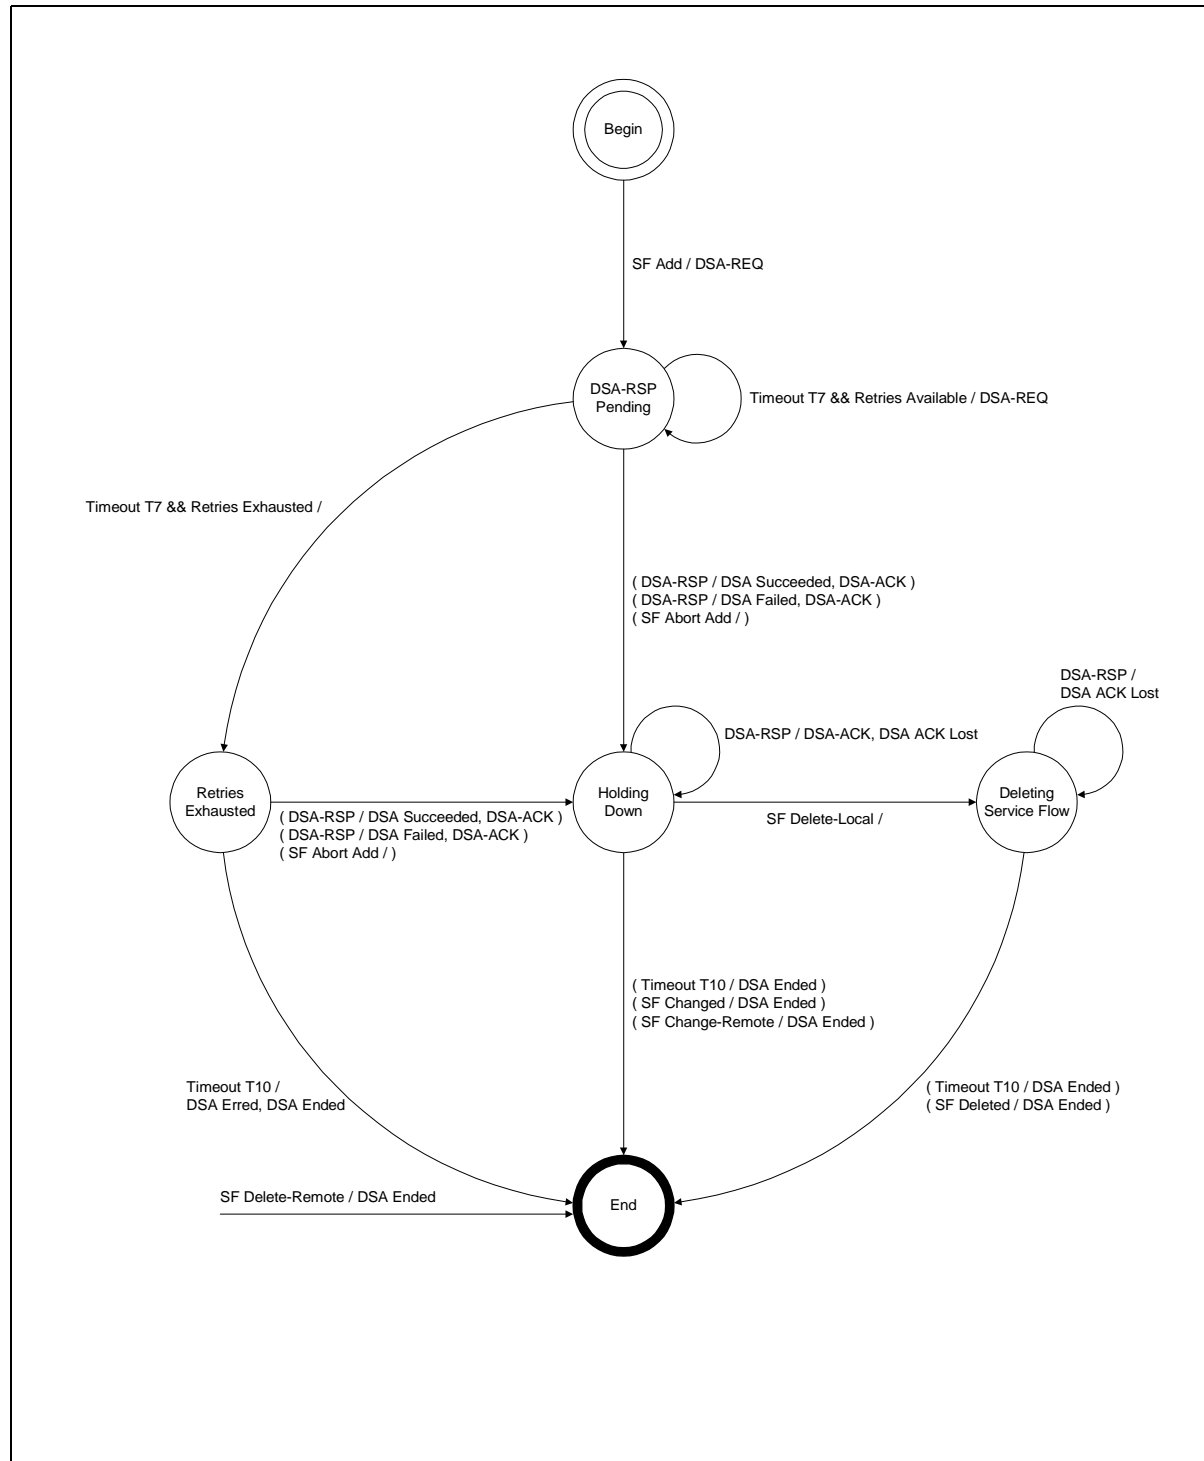 Begin
SF Add / DSA-REQ
DSA-RSP
Pending
Timeout T7 && Retries Available / DSA-REQ
Timeout T7 && Retries Exhausted /
( DSA-RSP / DSA Succeeded, DSA-ACK )
( DSA-RSP / DSA Failed, DSA-ACK )
( SF Abort Add / )
DSA-RSP /
DSA ACK Lost
DSA-RSP / DSA-ACK, DSA ACK Lost
Retries
Exhausted
Holding
Down
Deleting
Service Flow
( DSA-RSP / DSA Succeeded, DSA-ACK )
( DSA-RSP / DSA Failed, DSA-ACK )
( SF Abort Add / )
SF Delete-Local /
( Timeout T10 / DSA Ended )
( SF Changed / DSA Ended )
( SF Change-Remote / DSA Ended )
Timeout T10 /
DSA Erred, DSA Ended
( Timeout T10 / DSA Ended )
( SF Deleted / DSA Ended )
SF Delete-Remote / DSA Ended
End